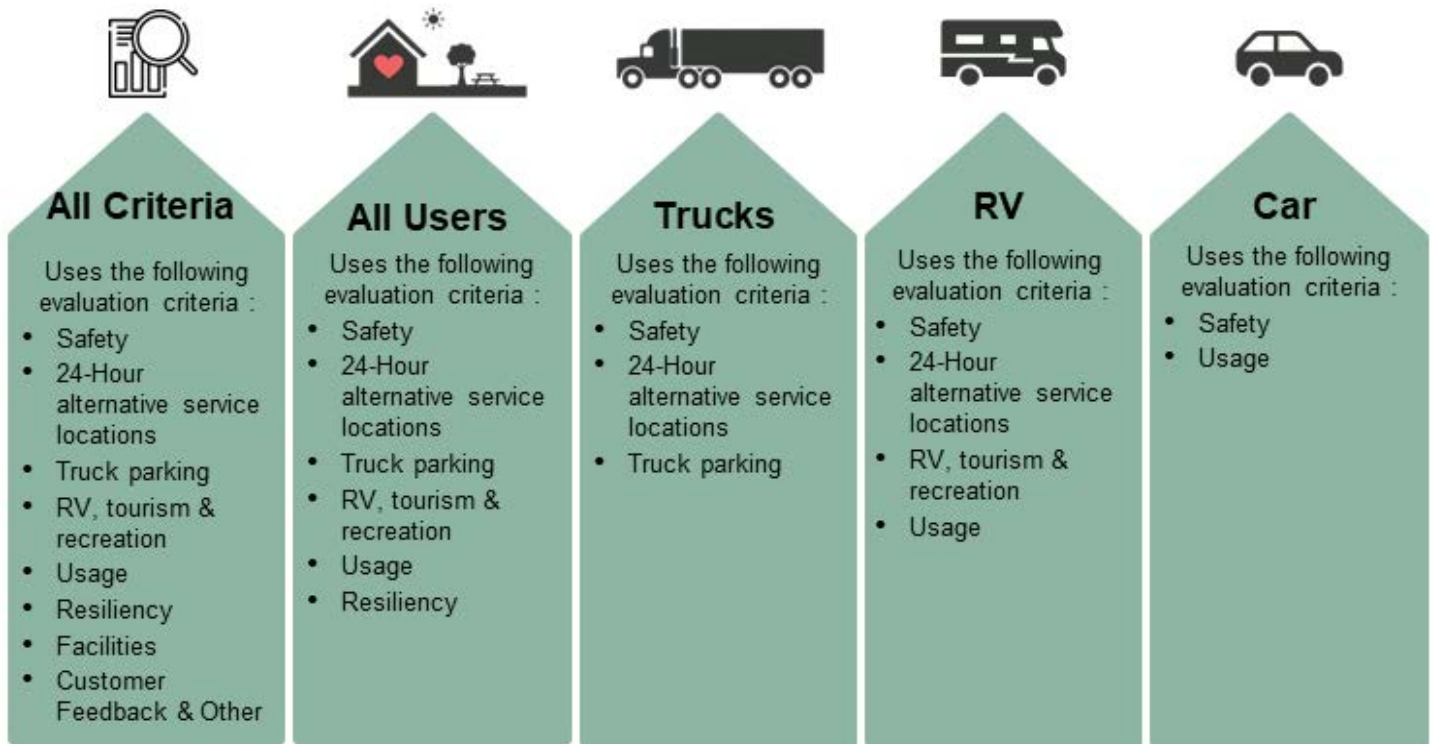 All Criteria
Uses the following
evaluation criteria :
• Safety
• 24-Hour
alternative service
locations
• Truck parking
• RV, tourism &
recreation
• Usage
• Resiliency
• Facilities
• Customer
Feedback & Other
All Users
Uses the following
evaluation criteria :
• Safety
• 24-Hour
alternative service
locations
• Truck parking
• RV, tourism &
recreation
• Usage
• Resiliency
Trucks
Uses the following
evaluation criteria :
• Safety
• 24-Hour
alternative service
locations
• Truck parking
RV
Uses the following
evaluation criteria :
• Safety
• 24-Hour
alternative service
locations
• RV, tourism &
recreation
• Usage
Car
Uses the following
evaluation criteria :
• Safety
• Usage